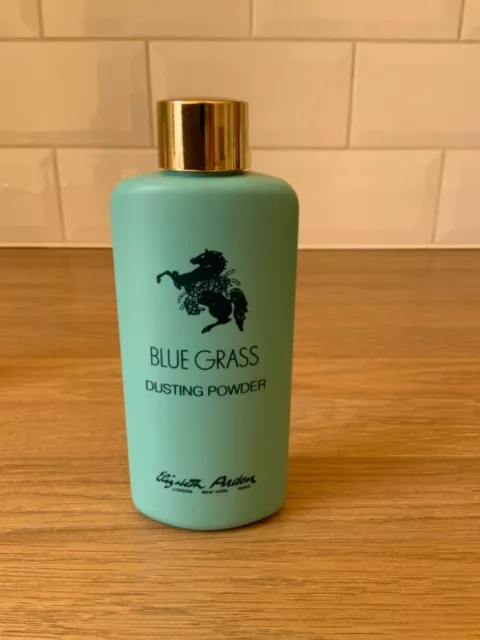 BLUE GRASS
DUSTING POWDER
Elizabeth Arden
LONDON NEW YORK PARIS